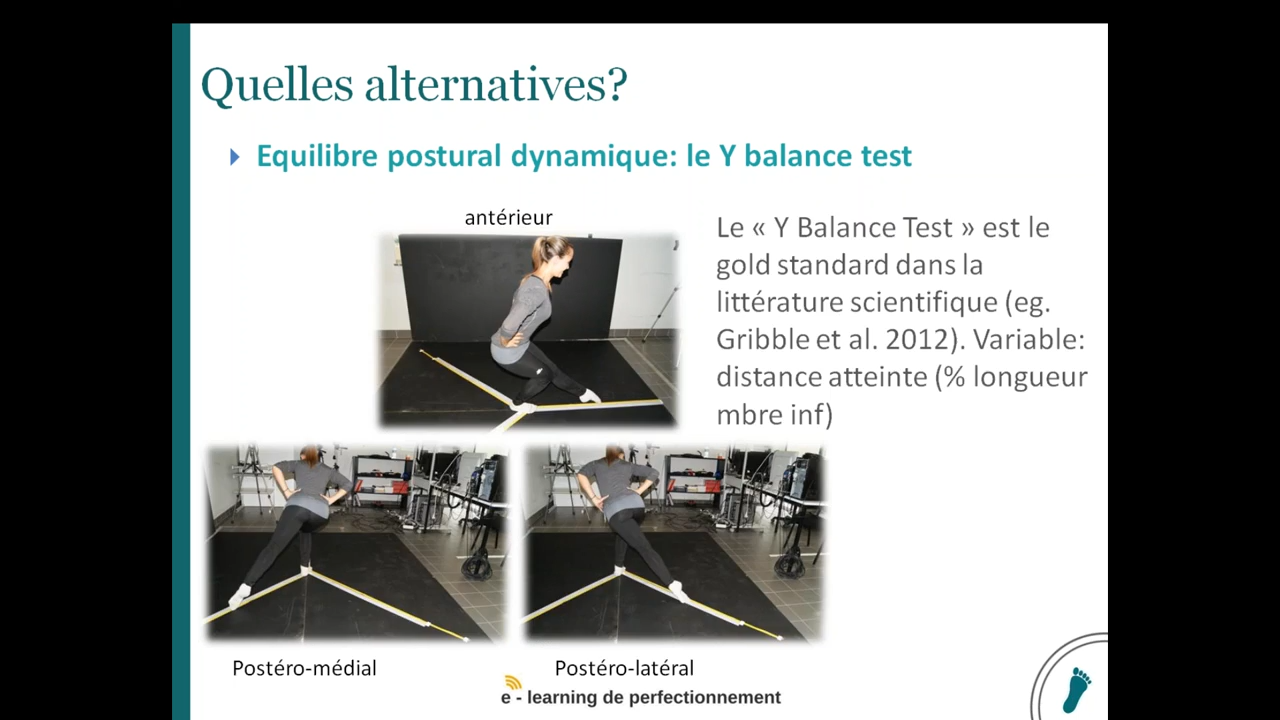 Quelles alternatives?
Equilibre postural dynamique: le Y balance test
antérieur
Le « Y Balance Test » est le
gold standard dans la
littérature scientifique (eg.
Gribble et al. 2012). Variable:
distance atteinte (% longueur
mbre inf)
Postéro-médial
Postéro-latéral
e - learning de perfectionnement